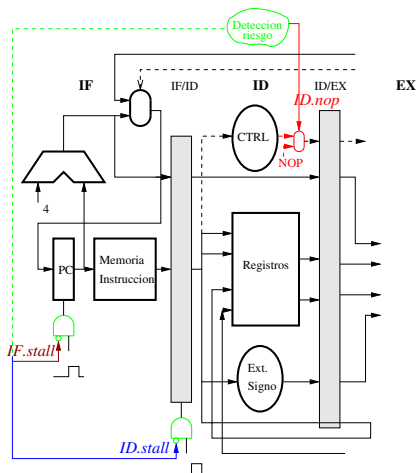 Deteccion
riesgo
IF
IF/ID
ID
ID/EX
EX
ID.nop
CTRL
NOP
4
PC
Memoria
Instruccion
Registros
IF.stall
Ext.
Signo
ID.stall